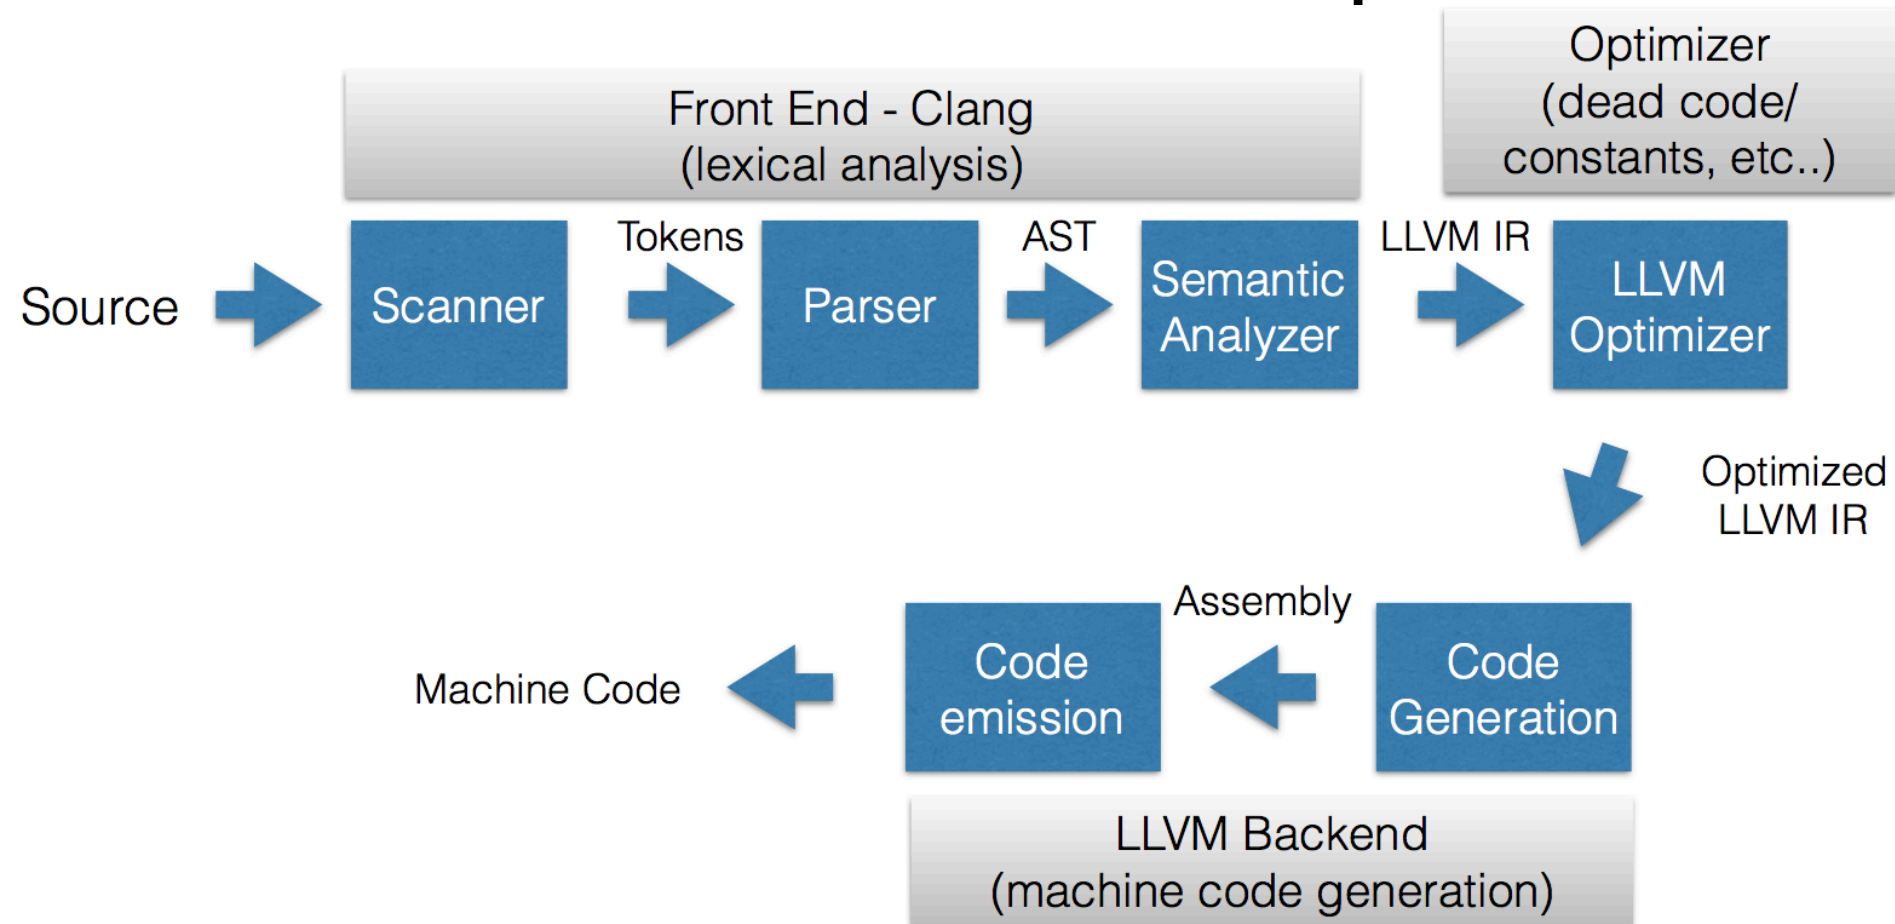 Optimizer
(dead code/
constants, etc..)
Front End - Clang
(lexical analysis)
Source
Scanner
Tokens
Parser
AST
Semantic
Analyzer
LLVM IR
LLVM
Optimizer
Optimized
LLVM IR
Code
Generation
Assembly
Code
emission
Machine Code
LLVM Backend
(machine code generation)